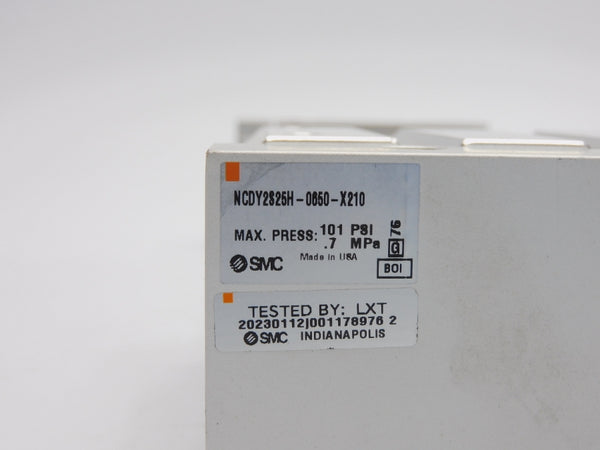 NCDY2S25H-0650-X210
MAX. PRESS: 101 PSI
.7 MPa
76
G
SMC
Made in USA
BOI
TESTED BY: LXT
20230112|001178976 2
SMC INDIANAPOLIS